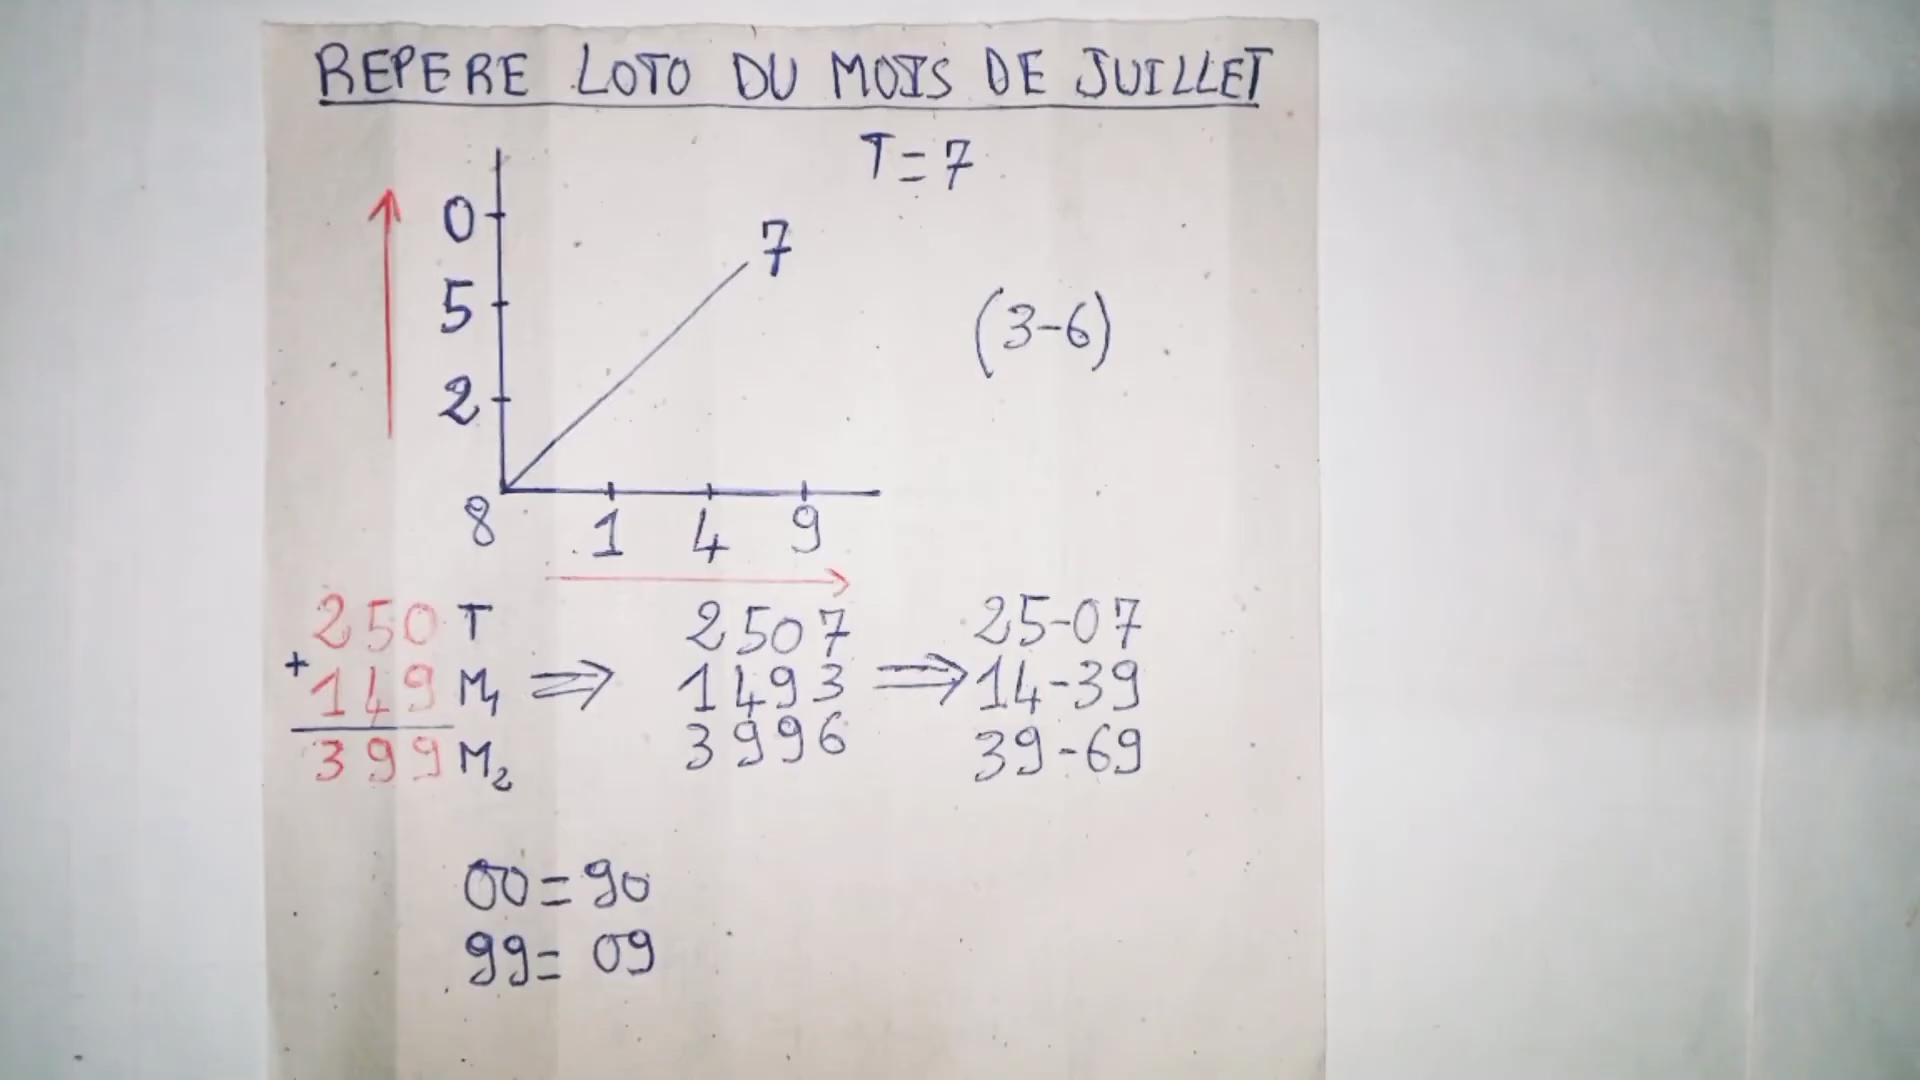 REPERE LOTO DU MOIS DE JUILLET
T=7
0
7
5
(3-6)
2
8 1 4 9
250 T 2507 25-07
+149 M1 ⇒ 1493 ⇒ 14-39
399 M2 3996 39-69
00=90
99=09